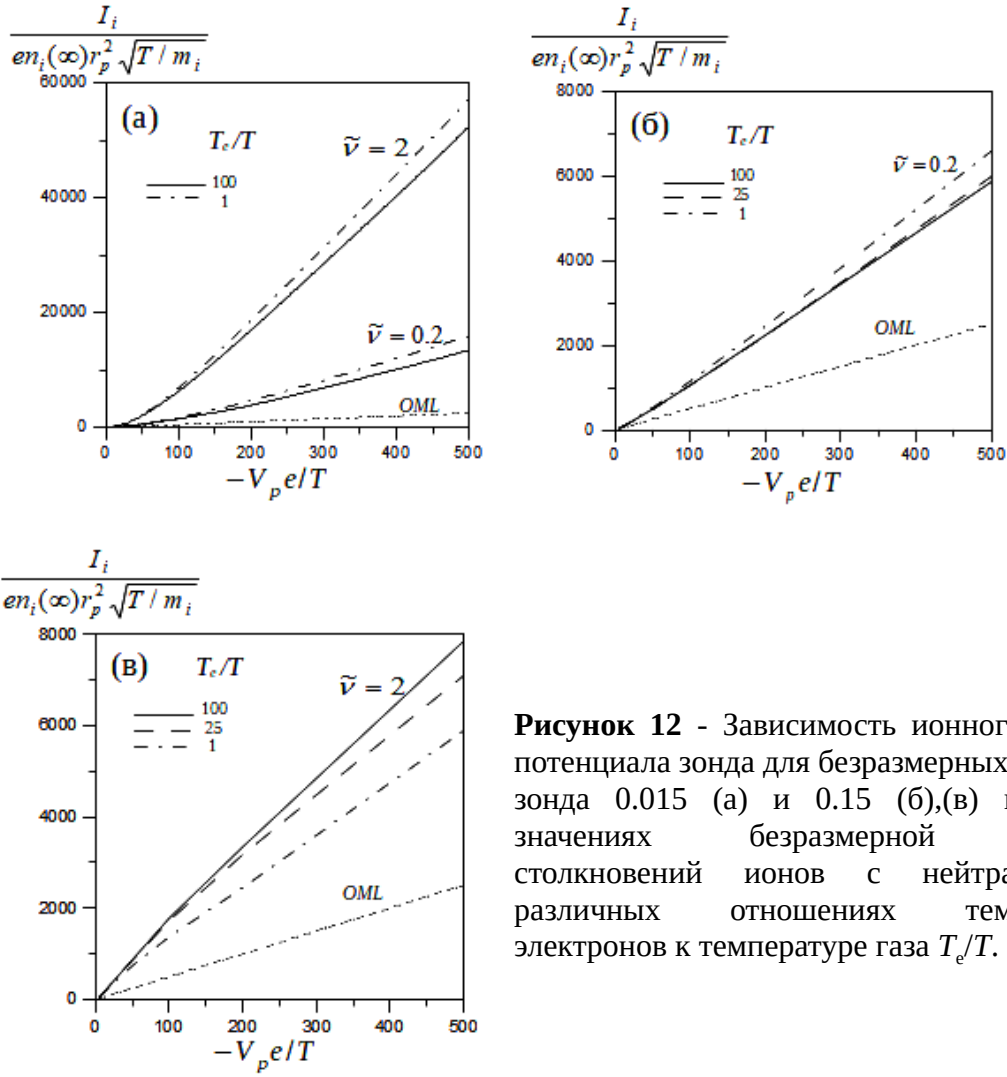 I_i
en_i(∞)r_p^2 √T / m_i
60000
40000
20000
0
(а)
T_e/T
100
1
ṽ = 2
ṽ = 0.2
OML
0 100 200 300 400 500
−V_p e/T
I_i
en_i(∞)r_p^2 √T / m_i
8000
6000
4000
2000
0
(б)
T_e/T
100
25
1
ṽ = 0.2
OML
0 100 200 300 400 500
−V_p e/T
I_i
en_i(∞)r_p^2 √T / m_i
8000
6000
4000
2000
0
(в)
T_e/T
100
25
1
ṽ = 2
OML
0 100 200 300 400 500
−V_p e/T
Рисунок 12 - Зависимость ионног
потенциала зонда для безразмерных
зонда 0.015 (а) и 0.15 (б),(в)
значениях безразмерной
столкновений ионов с нейтра
различных отношениях тем
электронов к температуре газа T_e/T.